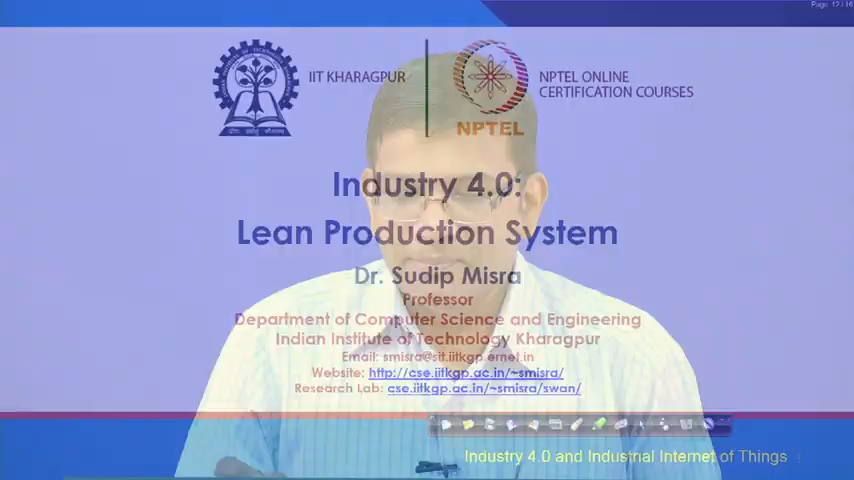 Page: 12 / 16
IIT KHARAGPUR
NPTEL ONLINE
CERTIFICATION COURSES
NPTEL
Industry 4.0:
Lean Production System
Dr. Sudip Misra
Professor
Department of Computer Science and Engineering
Indian Institute of Technology Kharagpur
Email: smisra@sit.iitkgp.ernet.in
Website: http://cse.iitkgp.ac.in/~smisra/
Research Lab: cse.iitkgp.ac.in/~smisra/swan/
Industry 4.0 and Industrial Internet of Things